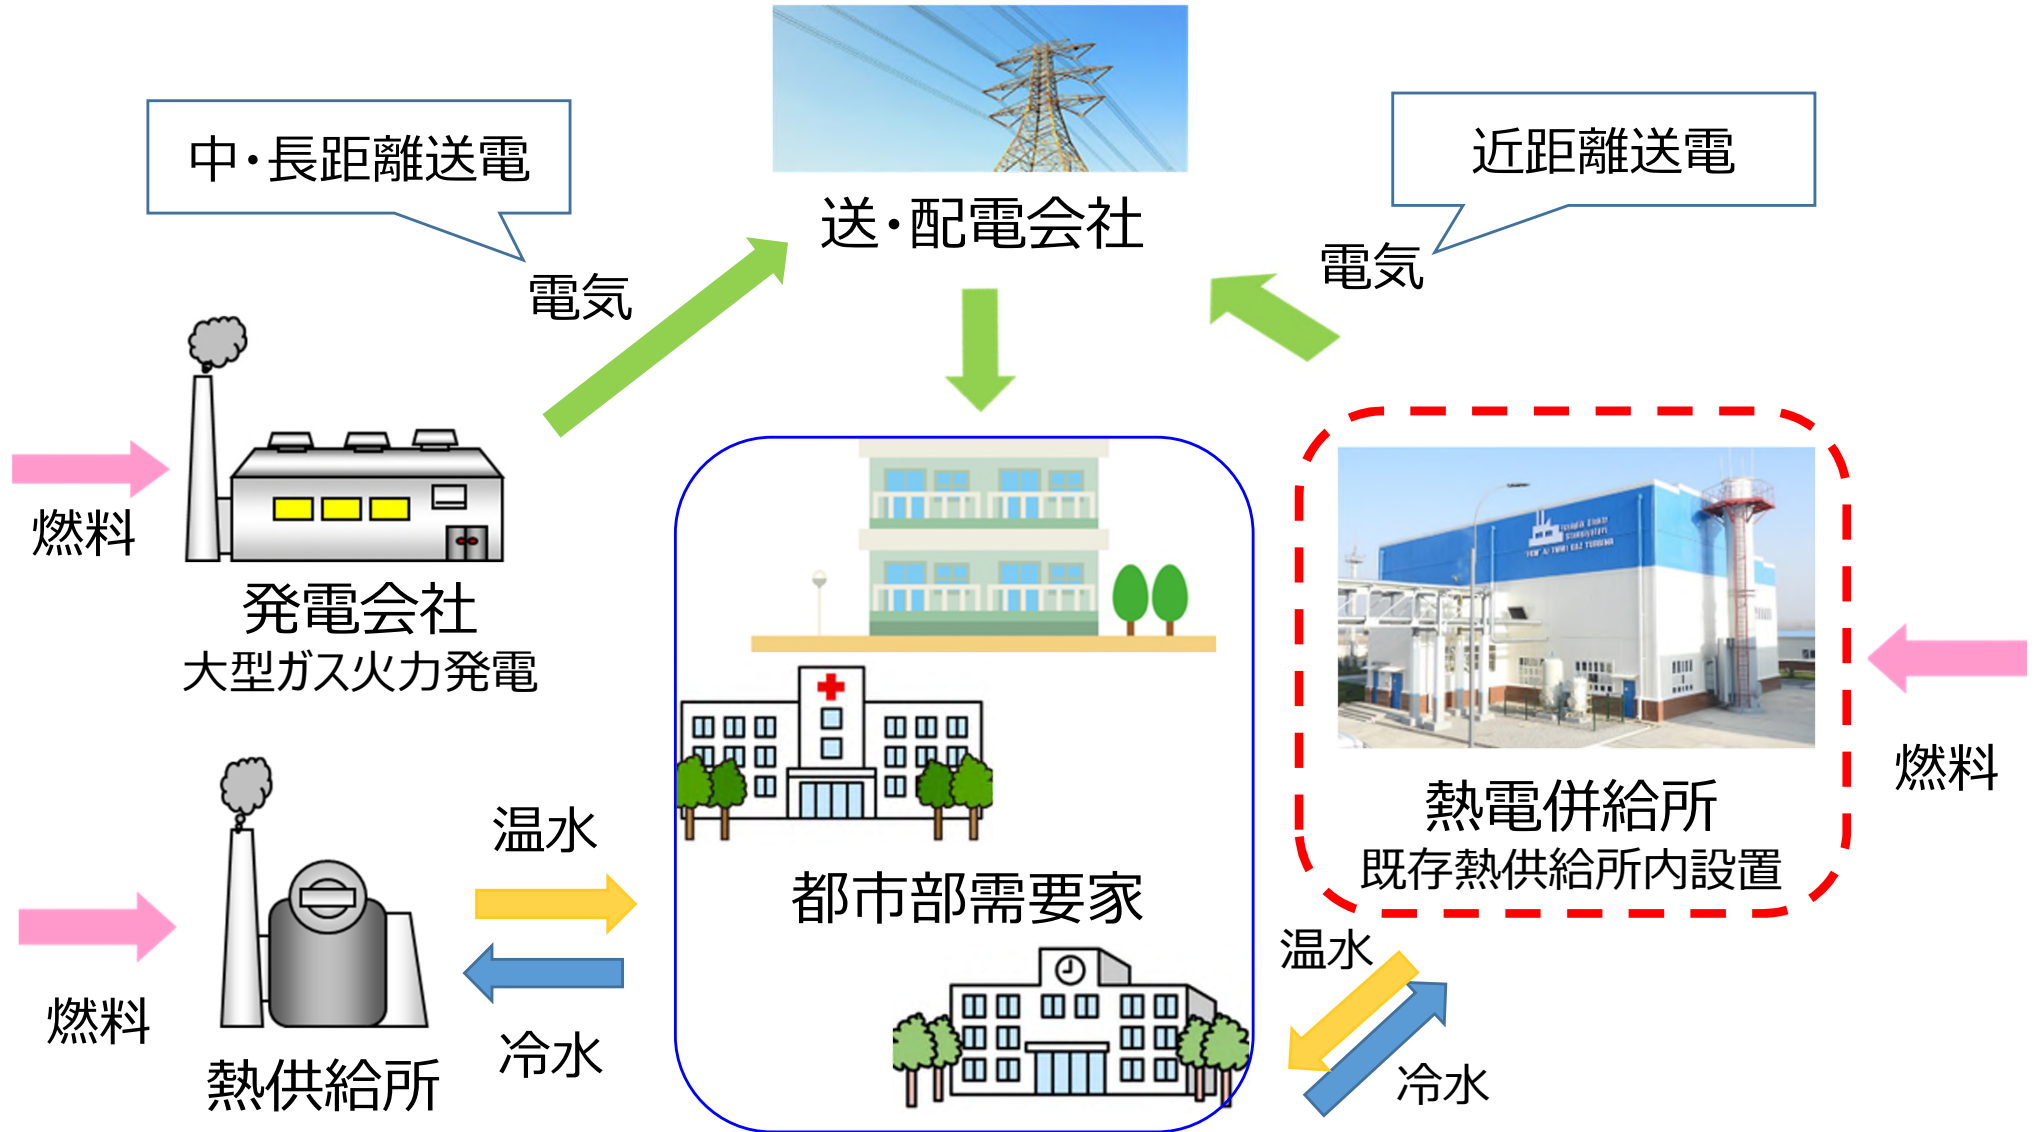 中・長距離送電
近距離送電
送・配電会社
電気
電気
燃料
発電会社
大型ガス火力発電
燃料
熱電併給所
既存熱供給所内設置
温水
都市部需要家
温水
燃料
冷水
熱供給所
冷水